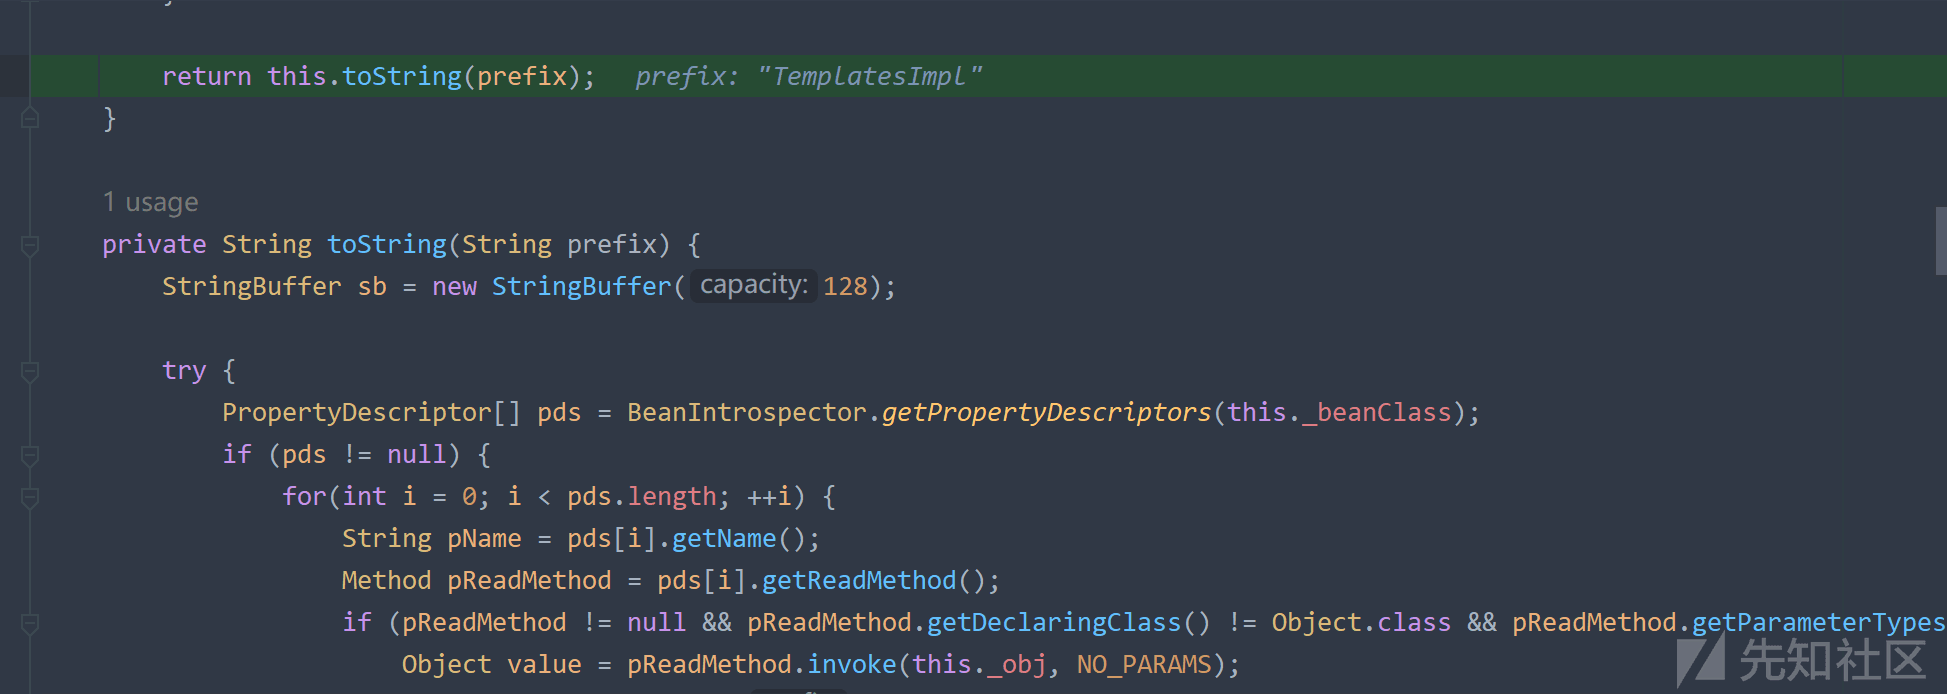 return this.toString(prefix);   prefix: "TemplatesImpl"
}
1 usage
private String toString(String prefix) {
StringBuffer sb = new StringBuffer( capacity: 128);
try {
PropertyDescriptor[] pds = BeanIntrospector.getPropertyDescriptors(this._beanClass);
if (pds != null) {
for(int i = 0; i < pds.length; ++i) {
String pName = pds[i].getName();
Method pReadMethod = pds[i].getReadMethod();
if (pReadMethod != null && pReadMethod.getDeclaringClass() != Object.class && pReadMethod.getParameterTypes
Object value = pReadMethod.invoke(this._obj, NO_PARAMS);
先知社区